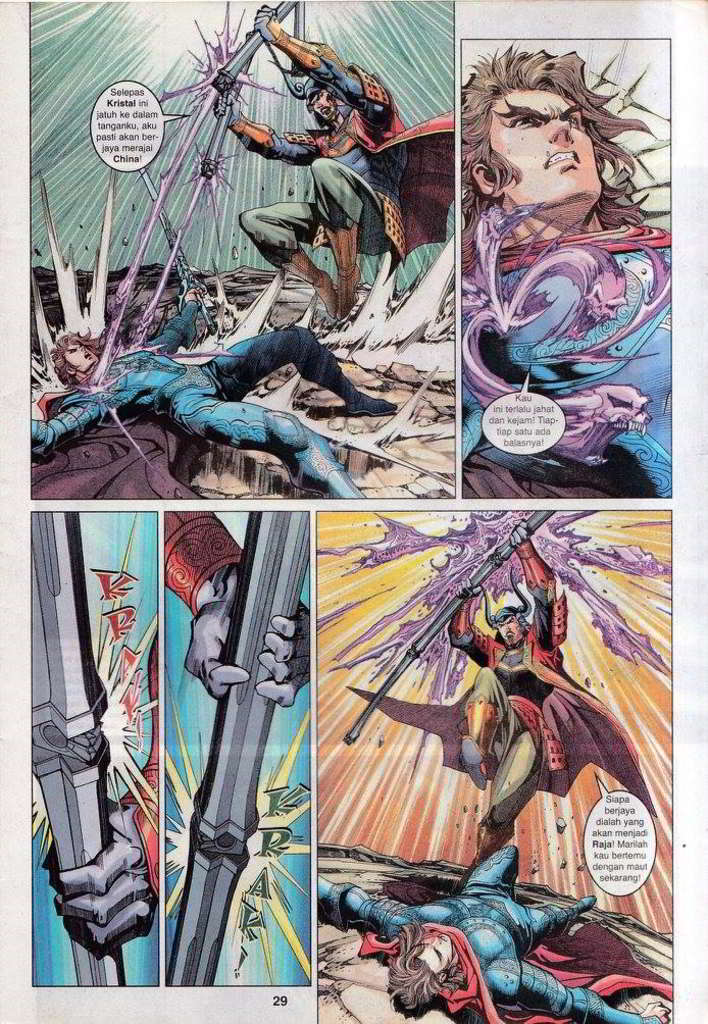 Selepas
Kristal ini
jatuh ke dalam
tanganku, aku
pasti akan ber-
jaya merajai
China!
Kau
ini terlalu jahat
dan kejam! Tiap-
tiap satu ada
balasnya!
KRING
KRAK!
Siapa
berjaya
dialah yang
akan menjadi
Raja! Marilah
kau bertemu
dengan maut
sekarang!
29